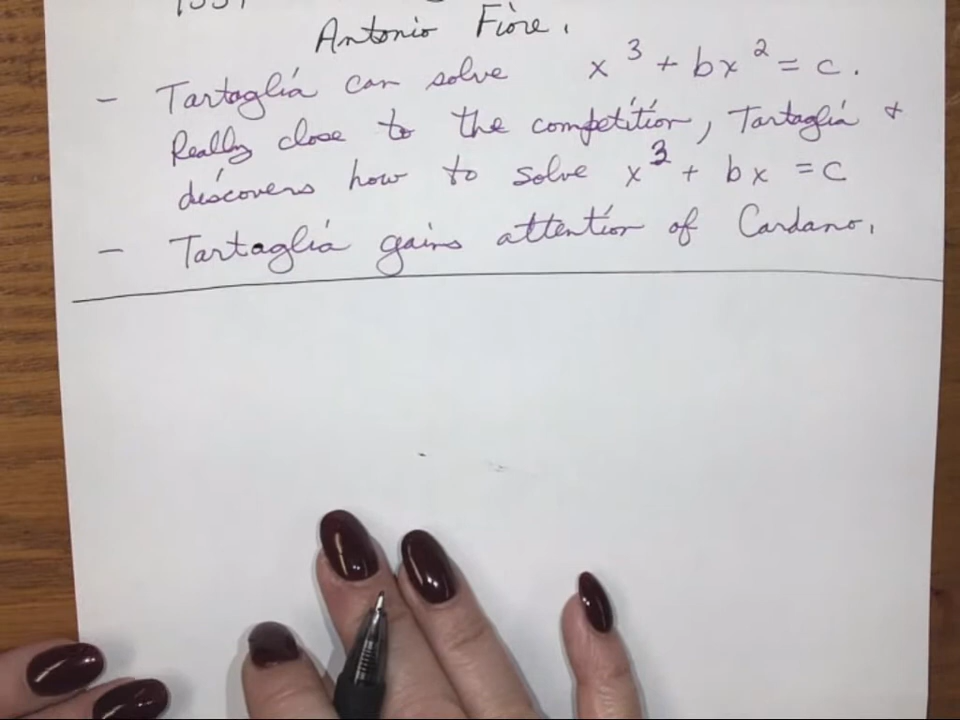 Antonio Fiore.
- Tartaglia can solve x³ + bx² = c.
Really close to the competition, Tartaglia
discovers how to solve x³ + bx = c
- Tartaglia gains attention of Cardano.